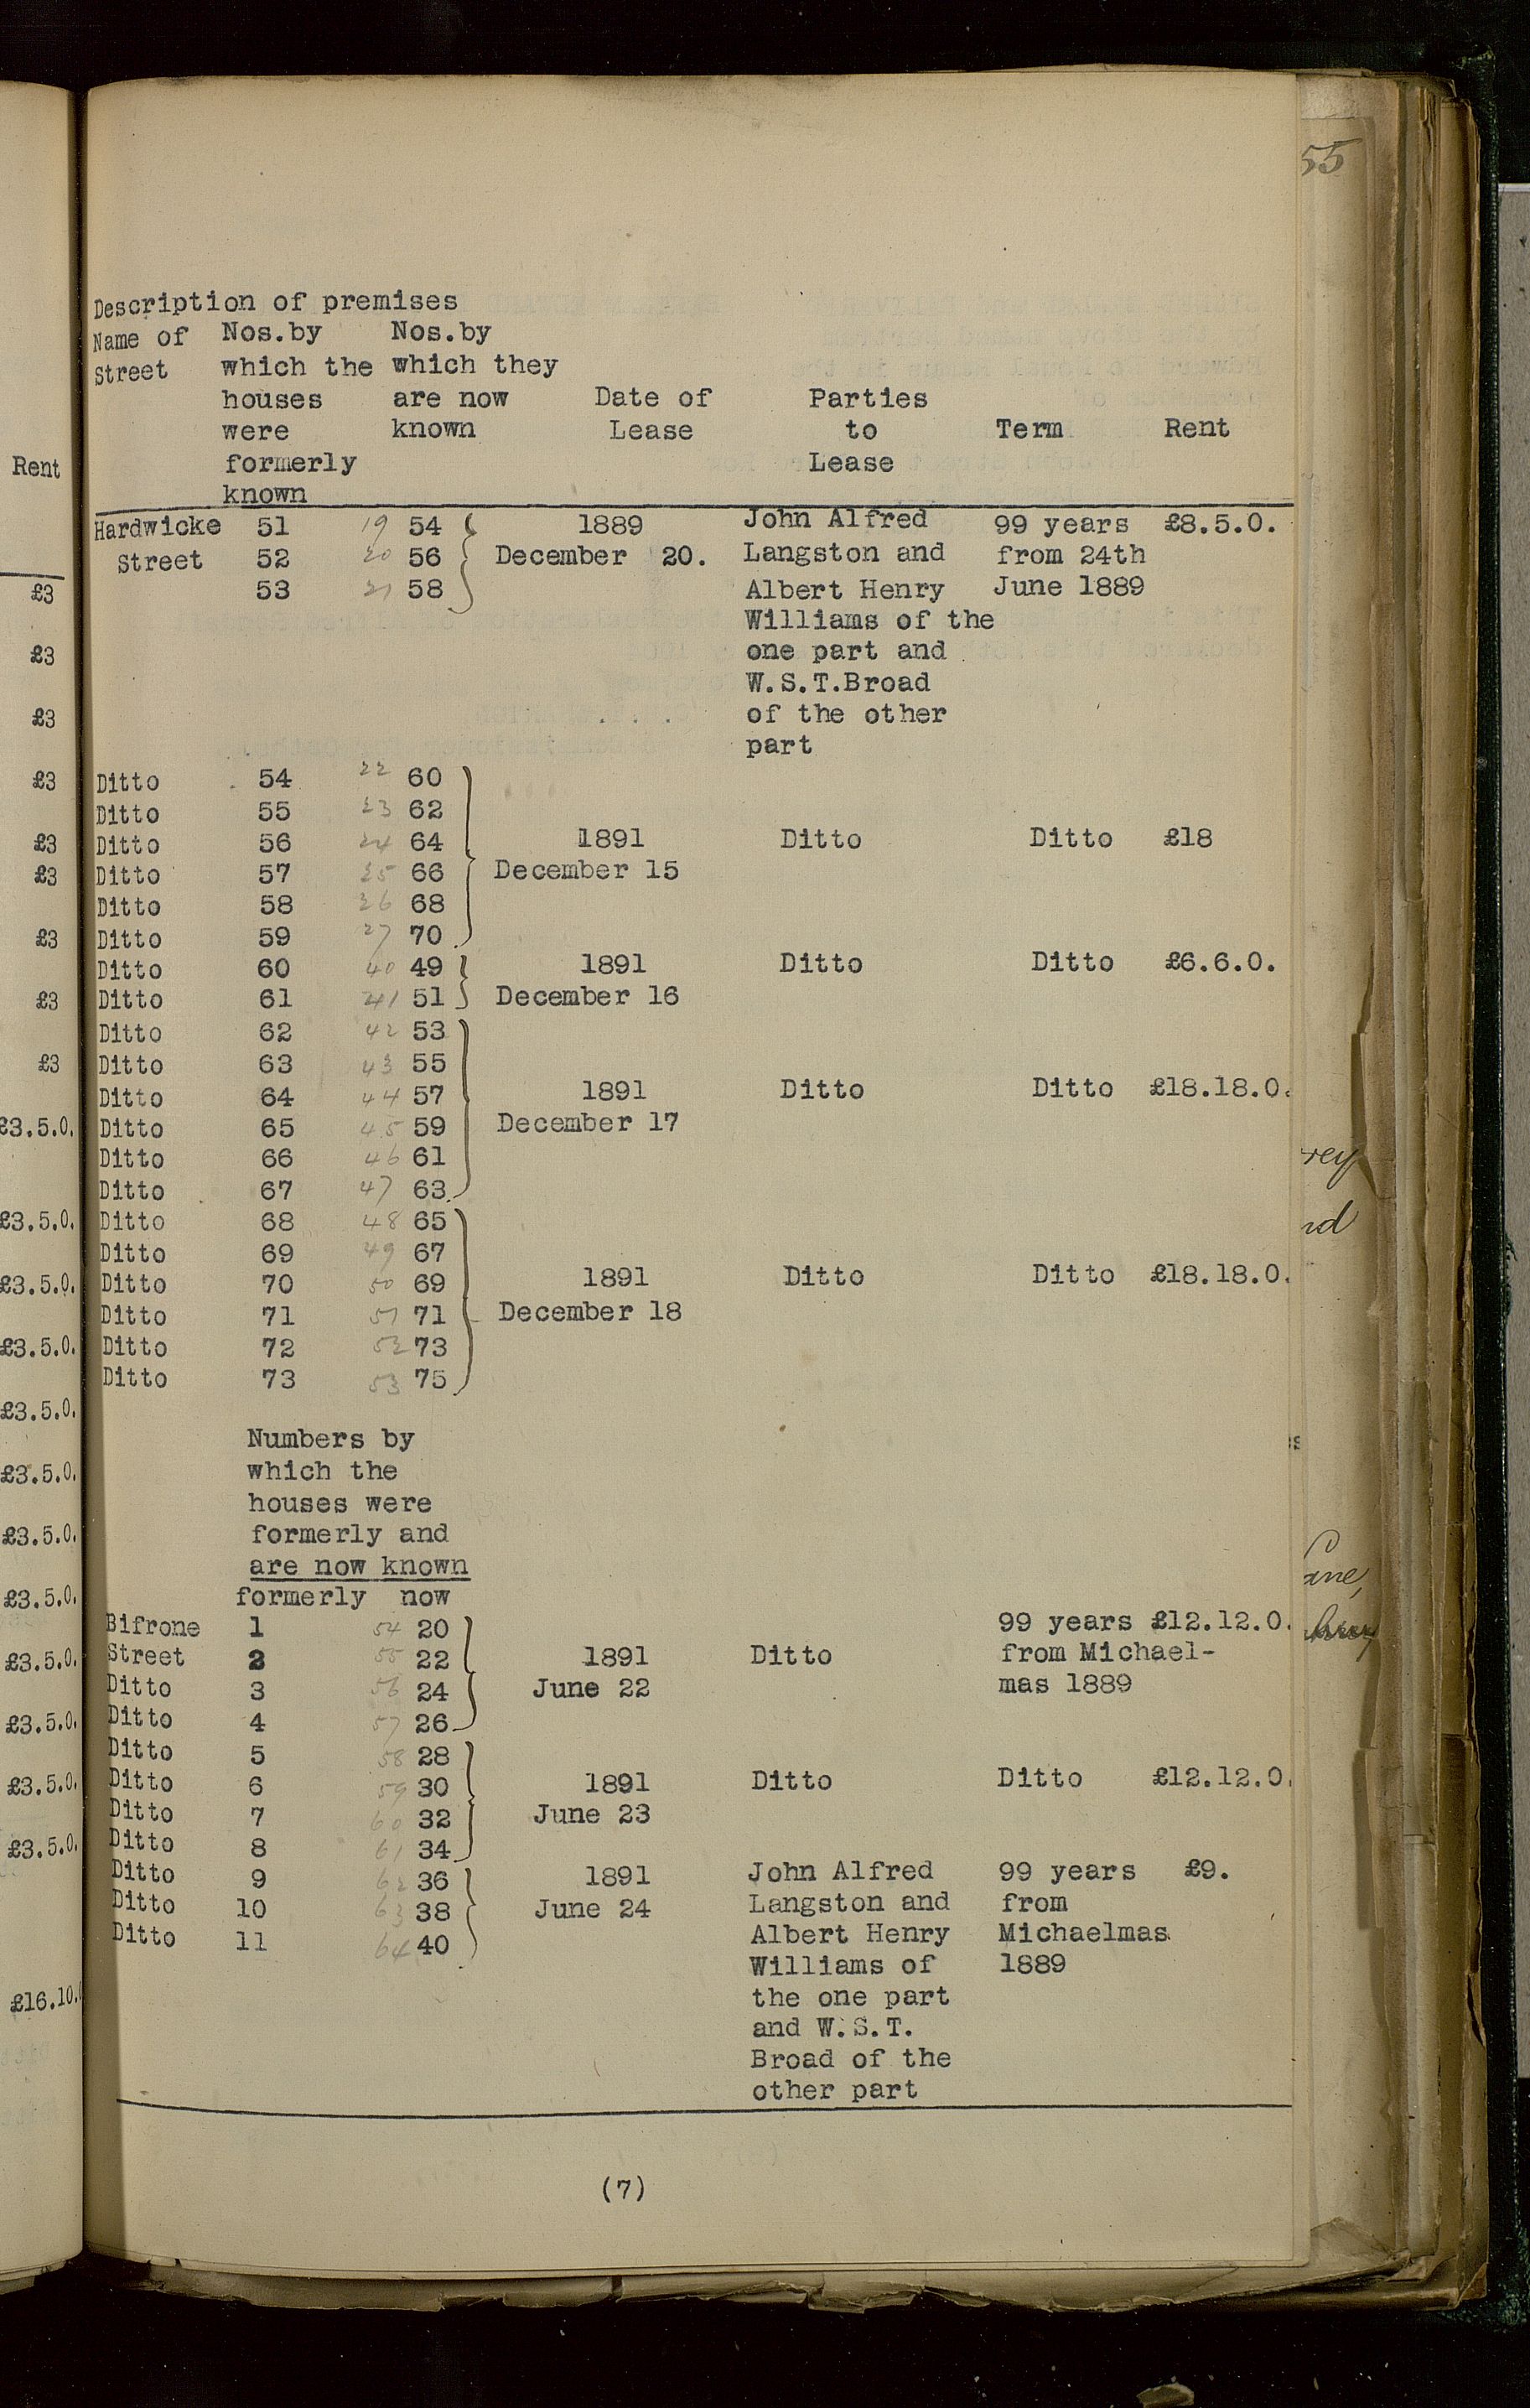 55
Description of premises
Name of Nos.by Nos.by
Street which the which they
houses are now Date of Parties
were known Lease to Term Rent
formerly Lease
known
Hardwicke 51 19 54 1889 John Alfred 99 years £8.5.0.
Street 52 20 56 December 20. Langston and from 24th
53 21 58 Albert Henry June 1889
Williams of the
one part and
W.S.T.Broad
of the other
part
Ditto 54 22 60
Ditto 55 23 62
Ditto 56 24 64 1891 Ditto Ditto £18
Ditto 57 25 66 December 15
Ditto 58 26 68
Ditto 59 27 70
Ditto 60 40 49 1891 Ditto Ditto £6.6.0.
Ditto 61 41 51 December 16
Ditto 62 42 53
Ditto 63 43 55
Ditto 64 44 57 1891 Ditto Ditto £18.18.0.
Ditto 65 45 59 December 17
Ditto 66 46 61
Ditto 67 47 63
Ditto 68 48 65
Ditto 69 49 67
Ditto 70 50 69 1891 Ditto Ditto £18.18.0.
Ditto 71 51 71 December 18
Ditto 72 52 73
Ditto 73 53 75
Numbers by
which the
houses were
formerly and
are now known
formerly now
Bifrone 1 54 20 99 years £12.12.0.
Street 2 55 22 1891 Ditto from Michael-
Ditto 3 56 24 June 22 mas 1889
Ditto 4 57 26
Ditto 5 58 28
Ditto 6 59 30 1891 Ditto Ditto £12.12.0.
Ditto 7 60 32 June 23
Ditto 8 61 34
Ditto 9 62 36 1891 John Alfred 99 years £9.
Ditto 10 63 38 June 24 Langston and from
Ditto 11 64 40 Albert Henry Michaelmas
Williams of 1889
the one part
and W.S.T.
Broad of the
other part
(7)
Rent
£3
£3
£3
£3
£3
£3
£3
£3
£3
£3.5.0.
£3.5.0.
£3.5.0.
£3.5.0.
£3.5.0.
£3.5.0.
£3.5.0.
£3.5.0.
£3.5.0.
£3.5.0.
£3.5.0.
£3.5.0.
£16.10.